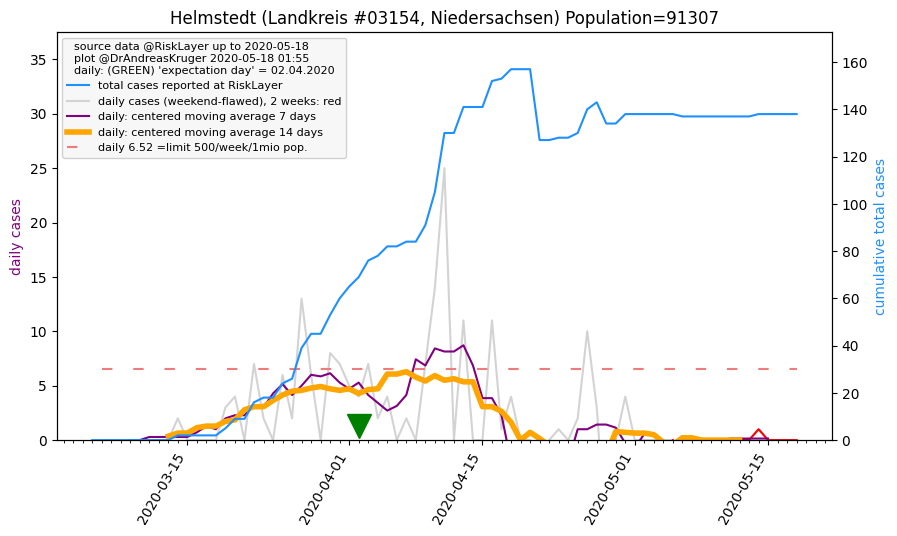 Helmstedt (Landkreis #03154, Niedersachsen) Population=91307
source data @RiskLayer up to 2020-05-18
plot @DrAndreasKruger 2020-05-18 01:55
daily: (GREEN) 'expectation day' = 02.04.2020
total cases reported at RiskLayer
daily cases (weekend-flawed), 2 weeks: red
daily: centered moving average 7 days
daily: centered moving average 14 days
daily 6.52 =limit 500/week/1mio pop.
daily cases
35
30
25
20
15
10
5
0
cumulative total cases
160
140
120
100
80
60
40
20
0
2020-03-15
2020-04-01
2020-04-15
2020-05-01
2020-05-15